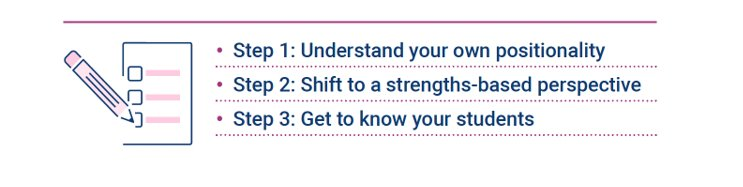 • Step 1: Understand your own positionality
• Step 2: Shift to a strengths-based perspective
• Step 3: Get to know your students